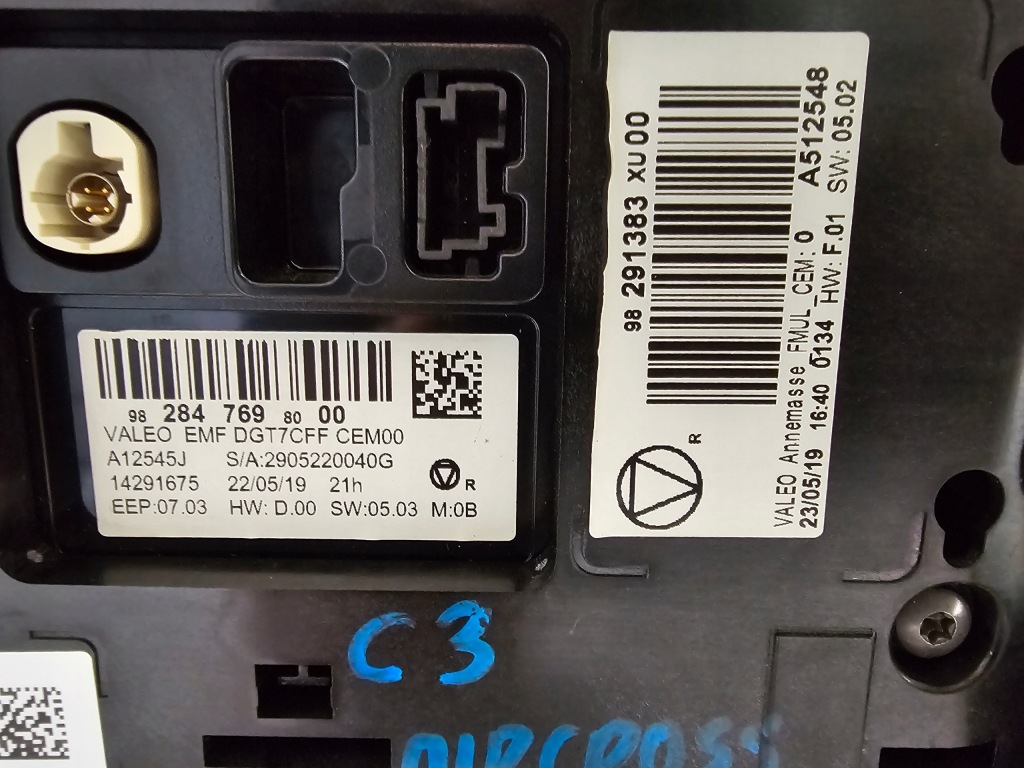 98 284 769 80 00
VALEO EMF DGT7CFF CEM00
A12545J S/A:2905220040G
14291675 22/05/19 21h
R
EEP:07.03 HW: D.00 SW:05.03 M:0B
98 291383 XU 00
R
VALEO Annemasse FMUL_CEM: 0 A512548
23/05/19 16:40 0134 HW: F.01 SW: 05.02
C3
AIRCROSS